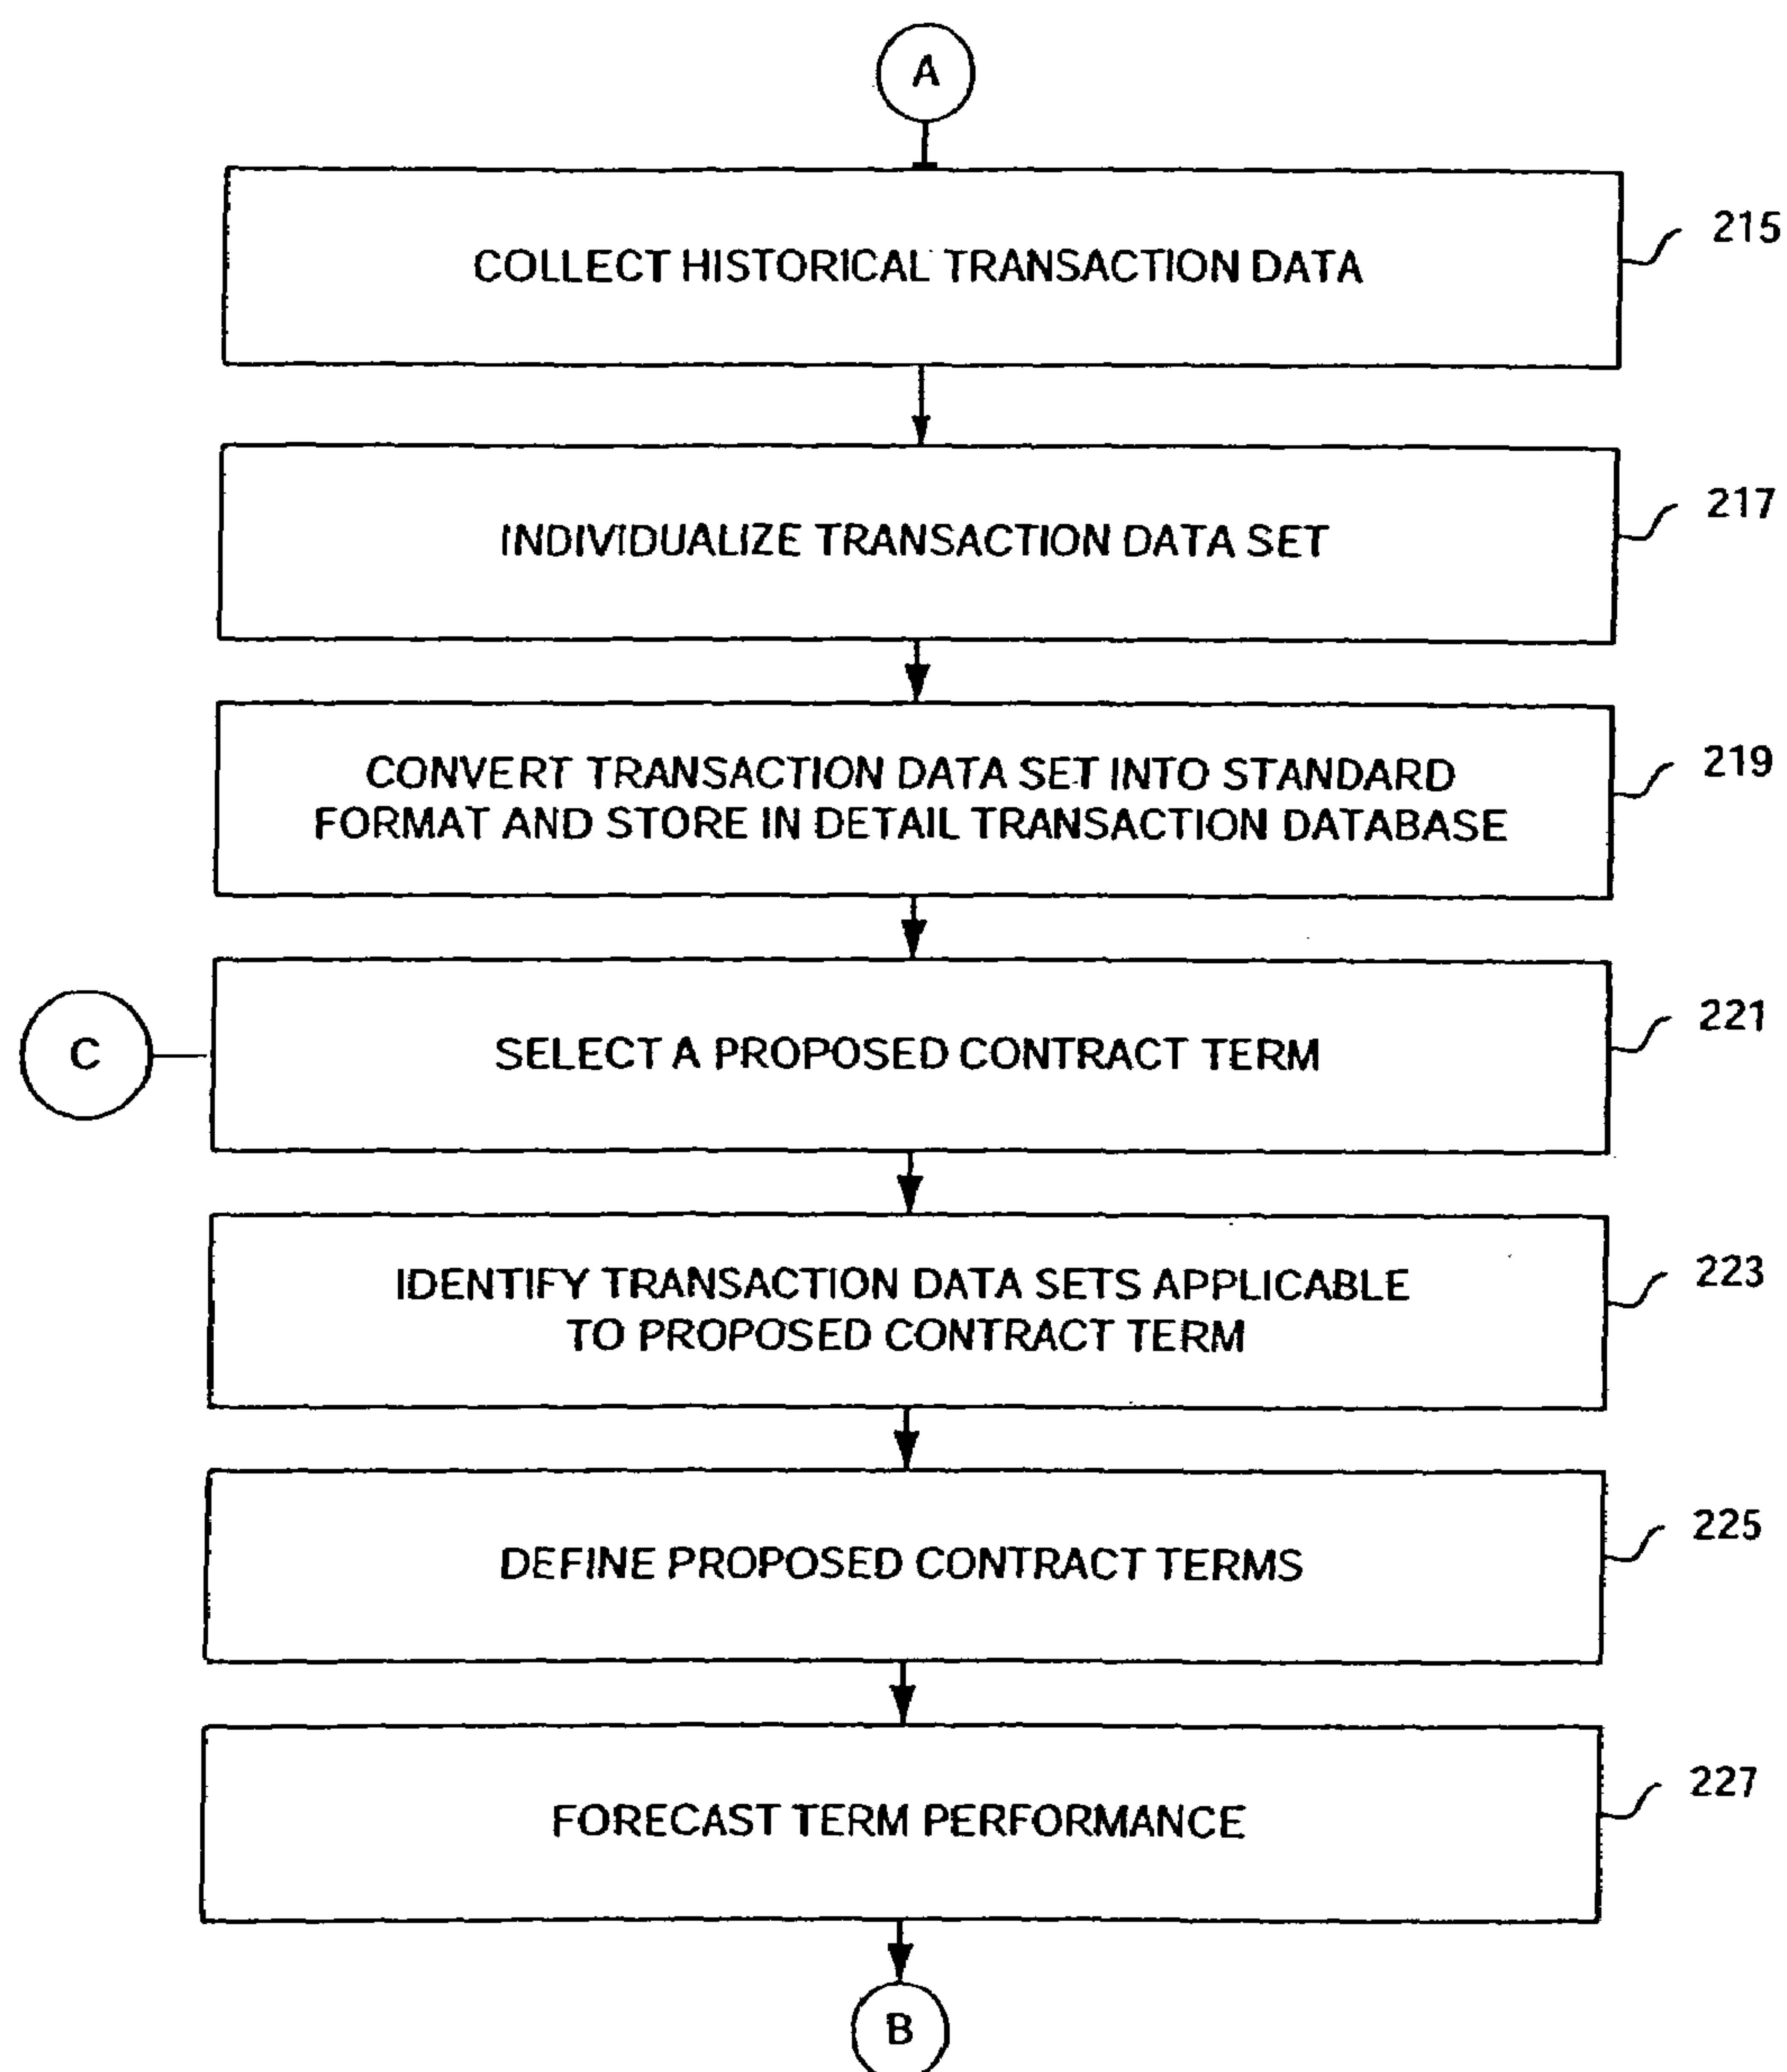 A
COLLECT HISTORICAL TRANSACTION DATA
215
INDIVIDUALIZE TRANSACTION DATA SET
217
CONVERT TRANSACTION DATA SET INTO STANDARD
FORMAT AND STORE IN DETAIL TRANSACTION DATABASE
219
C
SELECT A PROPOSED CONTRACT TERM
221
IDENTIFY TRANSACTION DATA SETS APPLICABLE
TO PROPOSED CONTRACT TERM
223
DEFINE PROPOSED CONTRACT TERMS
225
FORECAST TERM PERFORMANCE
227
B